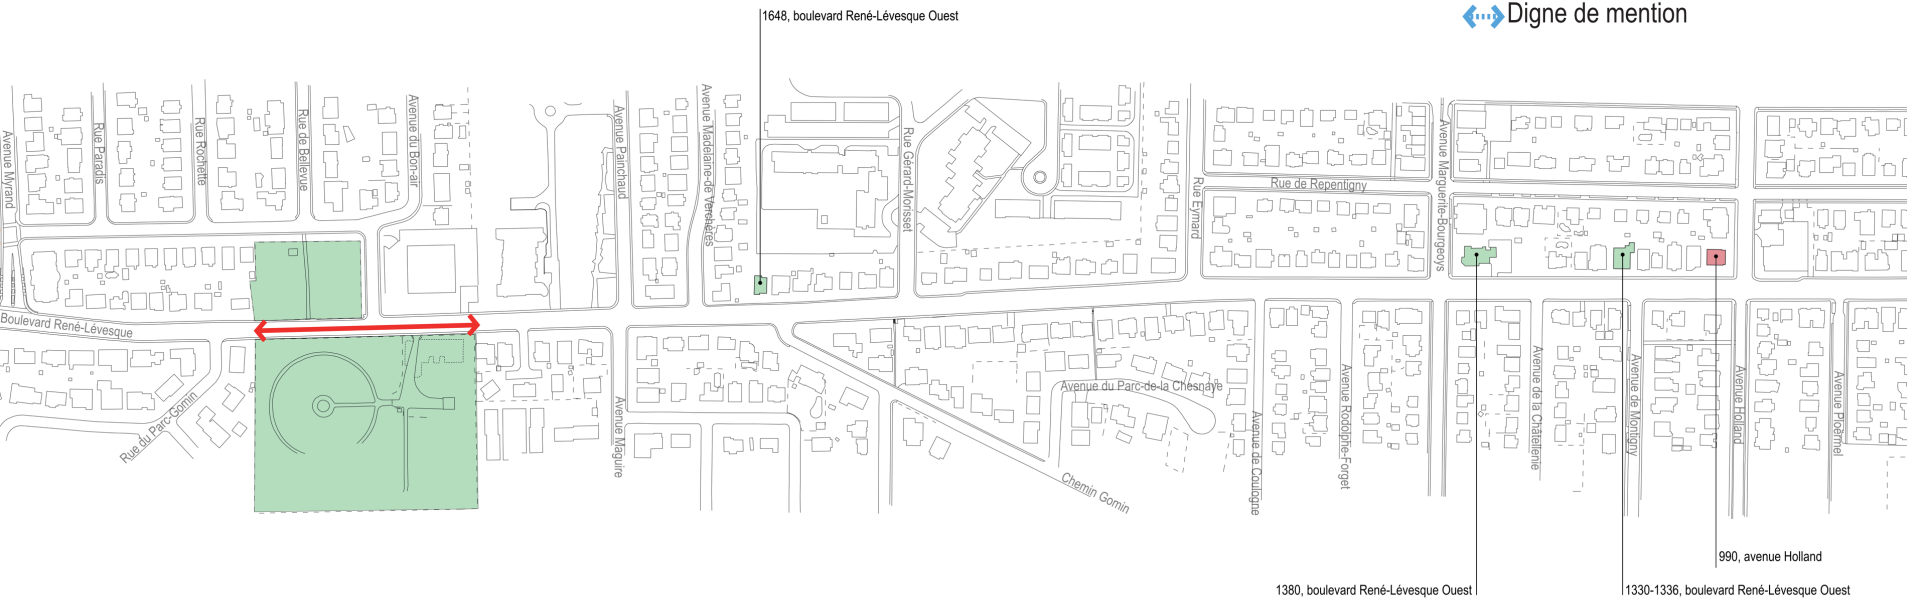 1648, boulevard René-Lévesque Ouest
Digne de mention
Avenue Myrand
Rue Paradis
Rue Rochette
Rue de Bellevue
Avenue du Bon-air
Avenue Painchaud
Avenue Madelaine-de Verchères
Rue Gérard-Morisset
Rue Eymard
Rue de Repentigny
Avenue Marguerite-Bourgeoys
Boulevard René-Lévesque
Rue du Parc-Gomin
Avenue Maguire
Avenue du Parc-de-la Chesnaye
Chemin Gomin
Avenue de Coulogne
Avenue Rodolphe-Forget
Avenue de la Châtelenie
Avenue de Montigny
Avenue Holland
Avenue Ploërmel
990, avenue Holland
1380, boulevard René-Lévesque Ouest
1330-1336, boulevard René-Lévesque Ouest